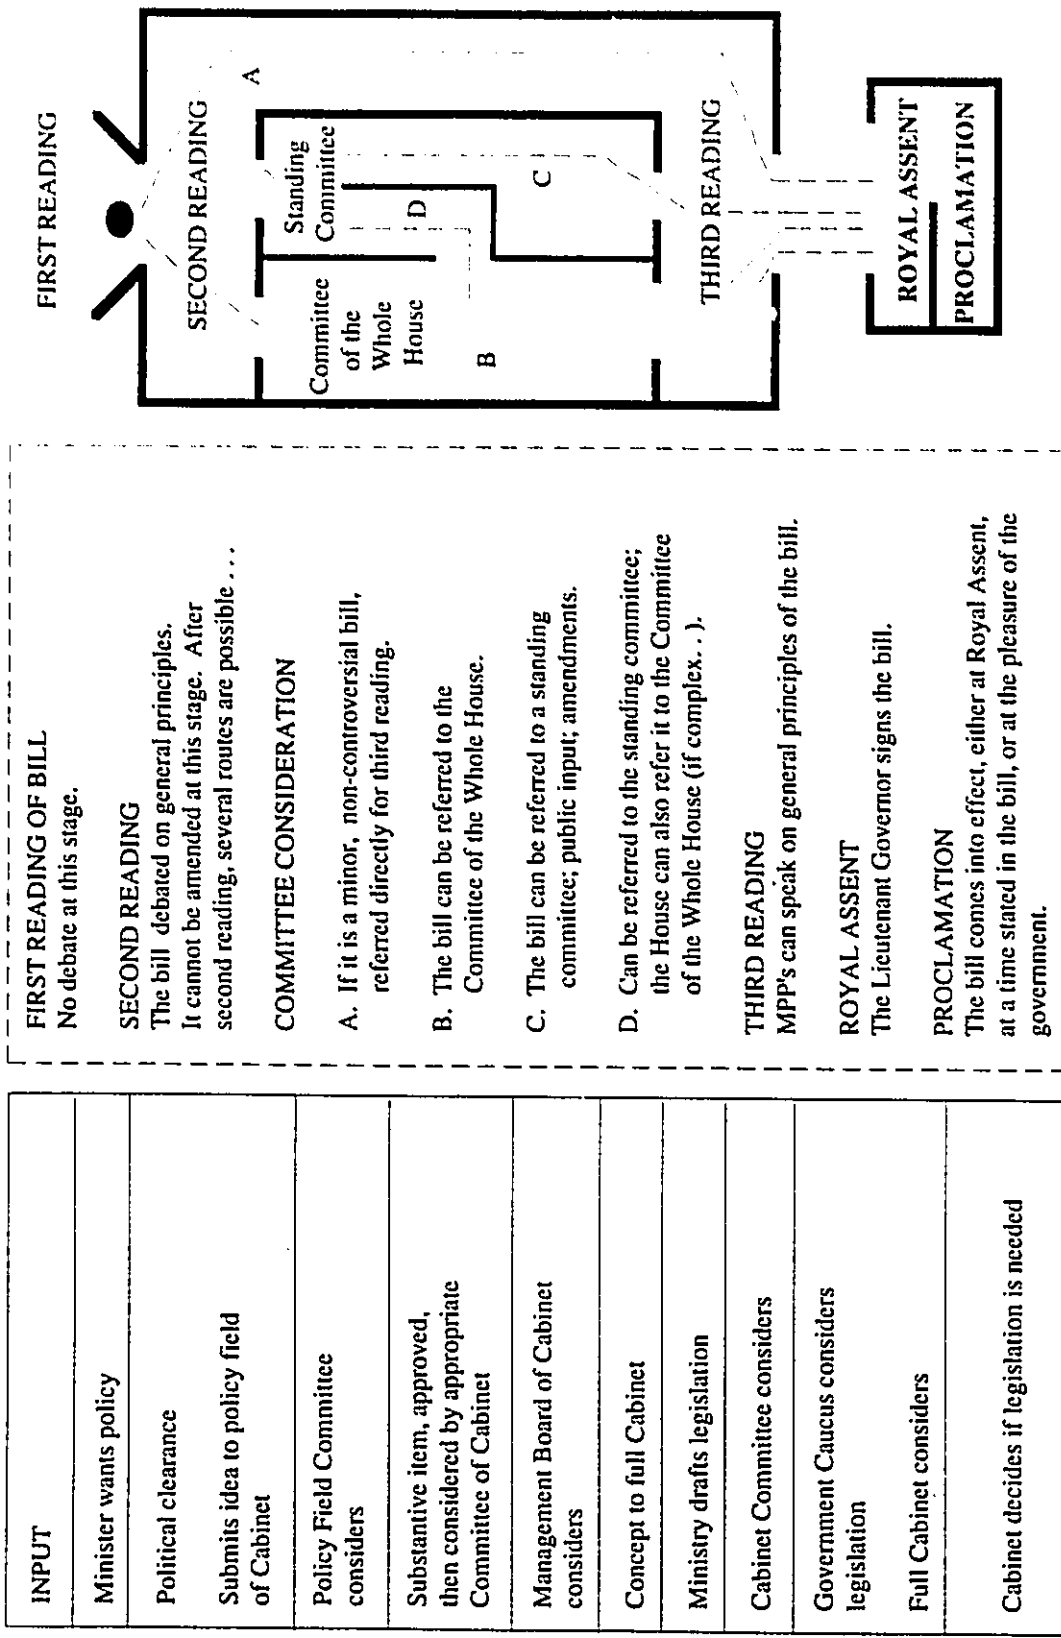 INPUT
Minister wants policy
Political clearance
Submits idea to policy field
of Cabinet
Policy Field Committee
considers
Substantive item, approved,
then considered by appropriate
Committee of Cabinet
Management Board of Cabinet
considers
Concept to full Cabinet
Ministry drafts legislation
Cabinet Committee considers
Government Caucus considers
legislation
Full Cabinet considers
Cabinet decides if legislation is needed
FIRST READING OF BILL
No debate at this stage.
SECOND READING
The bill debated on general principles.
It cannot be amended at this stage. After
second reading, several routes are possible . . .
COMMITTEE CONSIDERATION
A. If it is a minor, non-controversial bill,
referred directly for third reading.
B. The bill can be referred to the
Committee of the Whole House.
C. The bill can be referred to a standing
committee; public input; amendments.
D. Can be referred to the standing committee;
the House can also refer it to the Committee
of the Whole House (if complex. . ).
THIRD READING
MPP's can speak on general principles of the bill.
ROYAL ASSENT
The Lieutenant Governor signs the bill.
PROCLAMATION
The bill comes into effect, either at Royal Assent,
at a time stated in the bill, or at the pleasure of the
government.
FIRST READING
SECOND READING
A
Committee
of the
Whole
House
Standing
Committee
B
D
C
THIRD READING
ROYAL ASSENT
PROCLAMATION